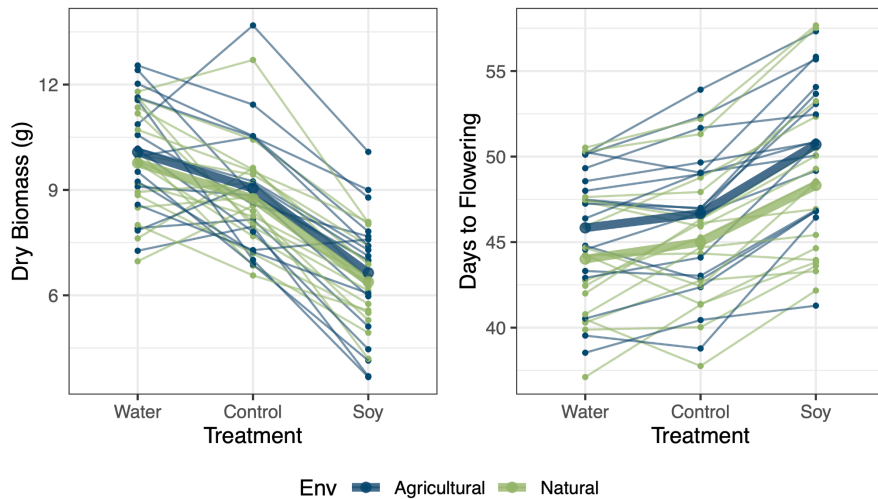 Dry Biomass (g)
12
9
6
Water Control Soy
Treatment
Days to Flowering
55
50
45
40
Water Control Soy
Treatment
Env Agricultural Natural